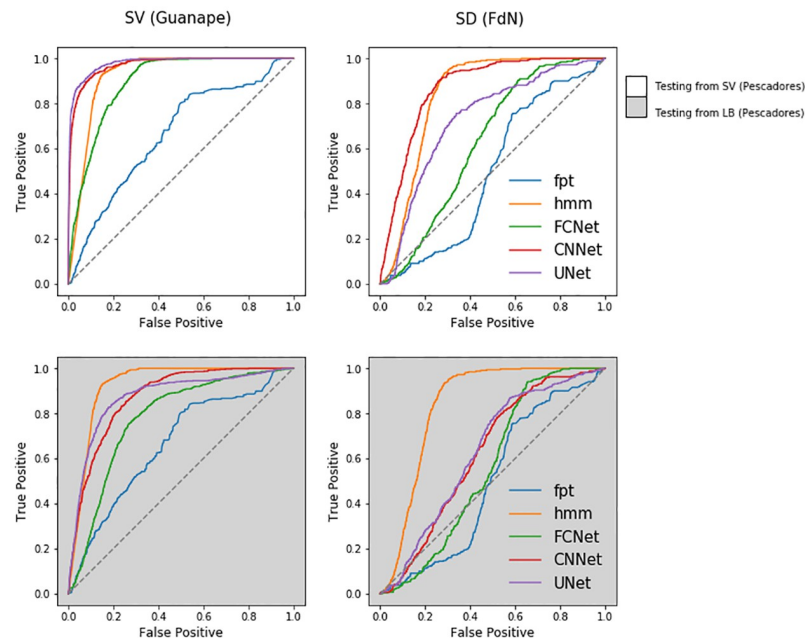 SV (Guanape)
SD (FdN)
1.0
0.8
0.6
0.4
0.2
0.0
True Positive
0.0 0.2 0.4 0.6 0.8 1.0
False Positive
1.0
0.8
0.6
0.4
0.2
0.0
True Positive
fpt
hmm
FCNet
CNNet
UNet
0.0 0.2 0.4 0.6 0.8 1.0
False Positive
Testing from SV (Pescadores)
Testing from LB (Pescadores)
1.0
0.8
0.6
0.4
0.2
0.0
True Positive
0.0 0.2 0.4 0.6 0.8 1.0
False Positive
1.0
0.8
0.6
0.4
0.2
0.0
True Positive
fpt
hmm
FCNet
CNNet
UNet
0.0 0.2 0.4 0.6 0.8 1.0
False Positive